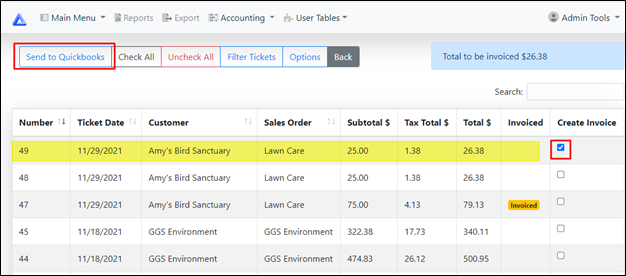 Main Menu Reports Export Accounting User Tables Admin Tools
Send to Quickbooks Check All Uncheck All Filter Tickets Options Back
Total to be invoiced $26.38
Search:
Number Ticket Date Customer Sales Order Subtotal $ Tax Total $ Total $ Invoiced Create Invoice
49 11/29/2021 Amy's Bird Sanctuary Lawn Care 25.00 1.38 26.38
48 11/29/2021 Amy's Bird Sanctuary Lawn Care 25.00 1.38 26.38
47 11/29/2021 Amy's Bird Sanctuary Lawn Care 75.00 4.13 79.13 Invoiced
45 11/18/2021 GGS Environment GGS Environment 322.38 17.73 340.11
44 11/18/2021 GGS Environment GGS Environment 474.83 26.12 500.95